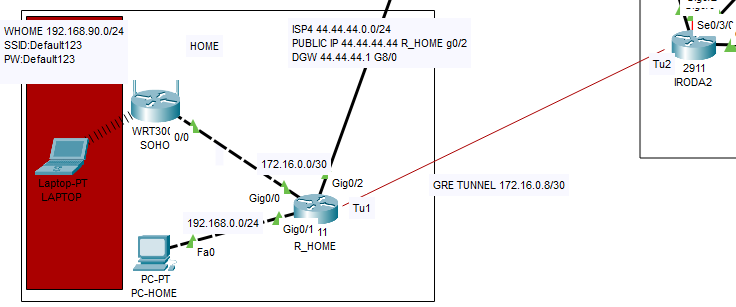 WHOME 192.168.90.0/24
SSID:Default123
PW:Default123
HOME
ISP4 44.44.44.0.0/24
PUBLIC IP 44.44.44.44 R_HOME g0/2
DGW 44.44.44.1 G8/0
Se0/3/0
Tu2
2911
IRODA2
WRT300
0/0
SOHO
172.16.0.0/30
Laptop-PT
LAPTOP
Gig0/2
GRE TUNNEL 172.16.0.8/30
Gig0/0
Tu1
192.168.0.0/24
Gig0/1
11
R_HOME
Fa0
PC-PT
PC-HOME